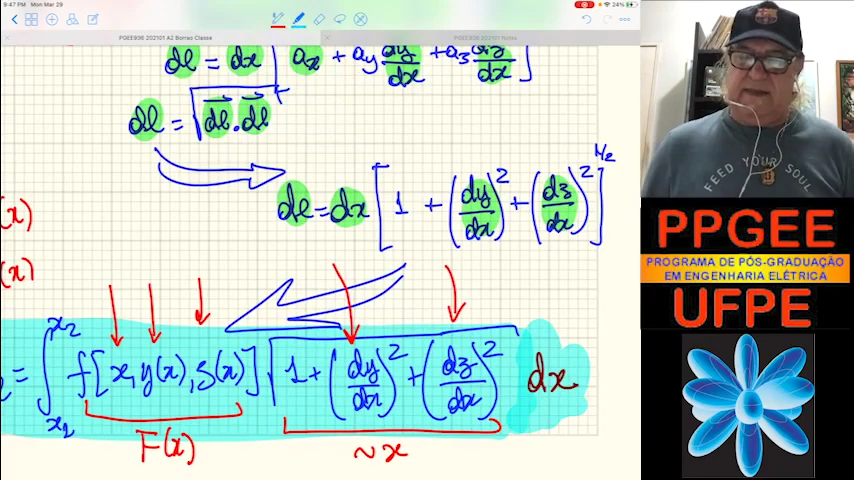 9:47 PM Mon Mar 29
24%
PGEE936 202101 A2 Borrao Classe
PGEE936 202101 Notas
dl = dx [ ax + ay dy/dx + az dz/dx ]
dl = √(dl⃗ . dl⃗)
dl = dx [ 1 + (dy/dx)² + (dz/dx)² ]^1/2
(x)
(x)
= ∫ x₂ x₂ f[x, y(x), z(x)] √(1 + (dy/dx)² + (dz/dx)²) dx
F(x)
~x
FEED YOUR SOUL
PPGEE
PROGRAMA DE PÓS-GRADUAÇÃO
EM ENGENHARIA ELÉTRICA
UFPE